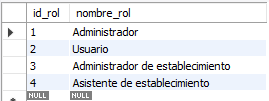 id_rol nombre_rol
1 Administrador
2 Usuario
3 Administrador de establecimiento
4 Asistente de establecimiento
NULL NULL